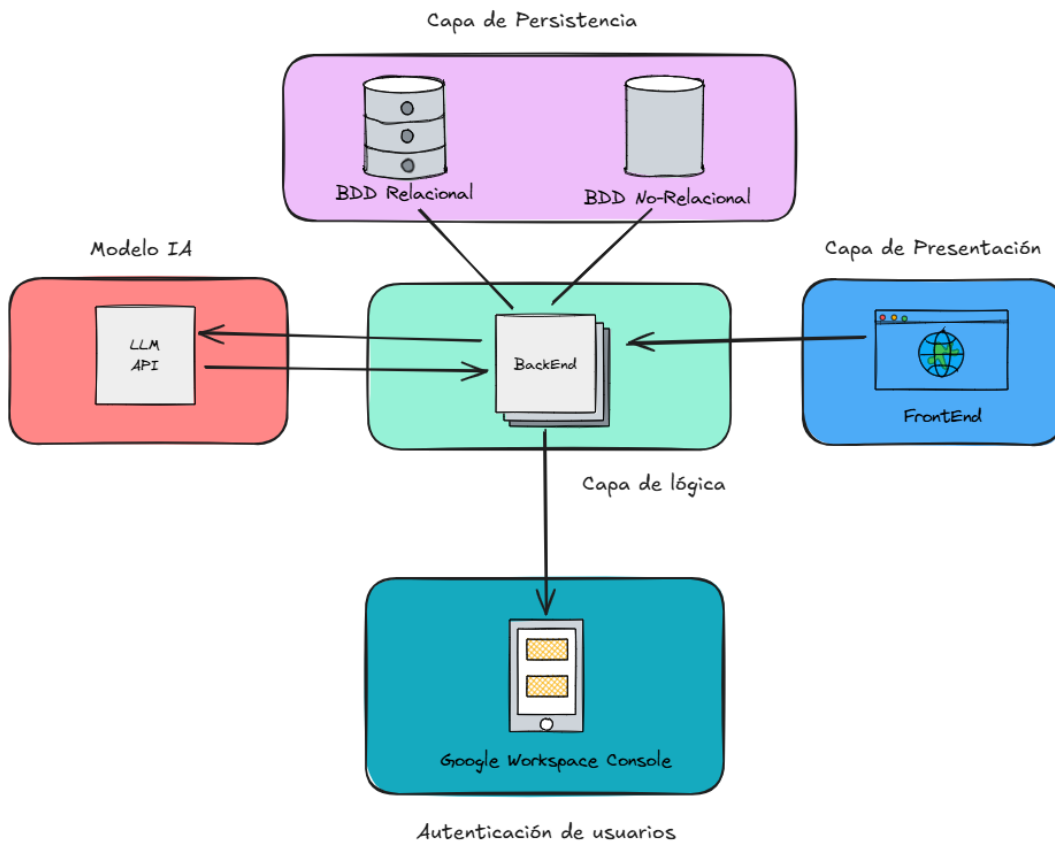 Capa de Persistencia
BDD Relacional
BDD No-Relacional
Modelo IA
Capa de Presentación
LLM
API
BackEnd
FrontEnd
Capa de lógica
Google Workspace Console
Autenticación de usuarios